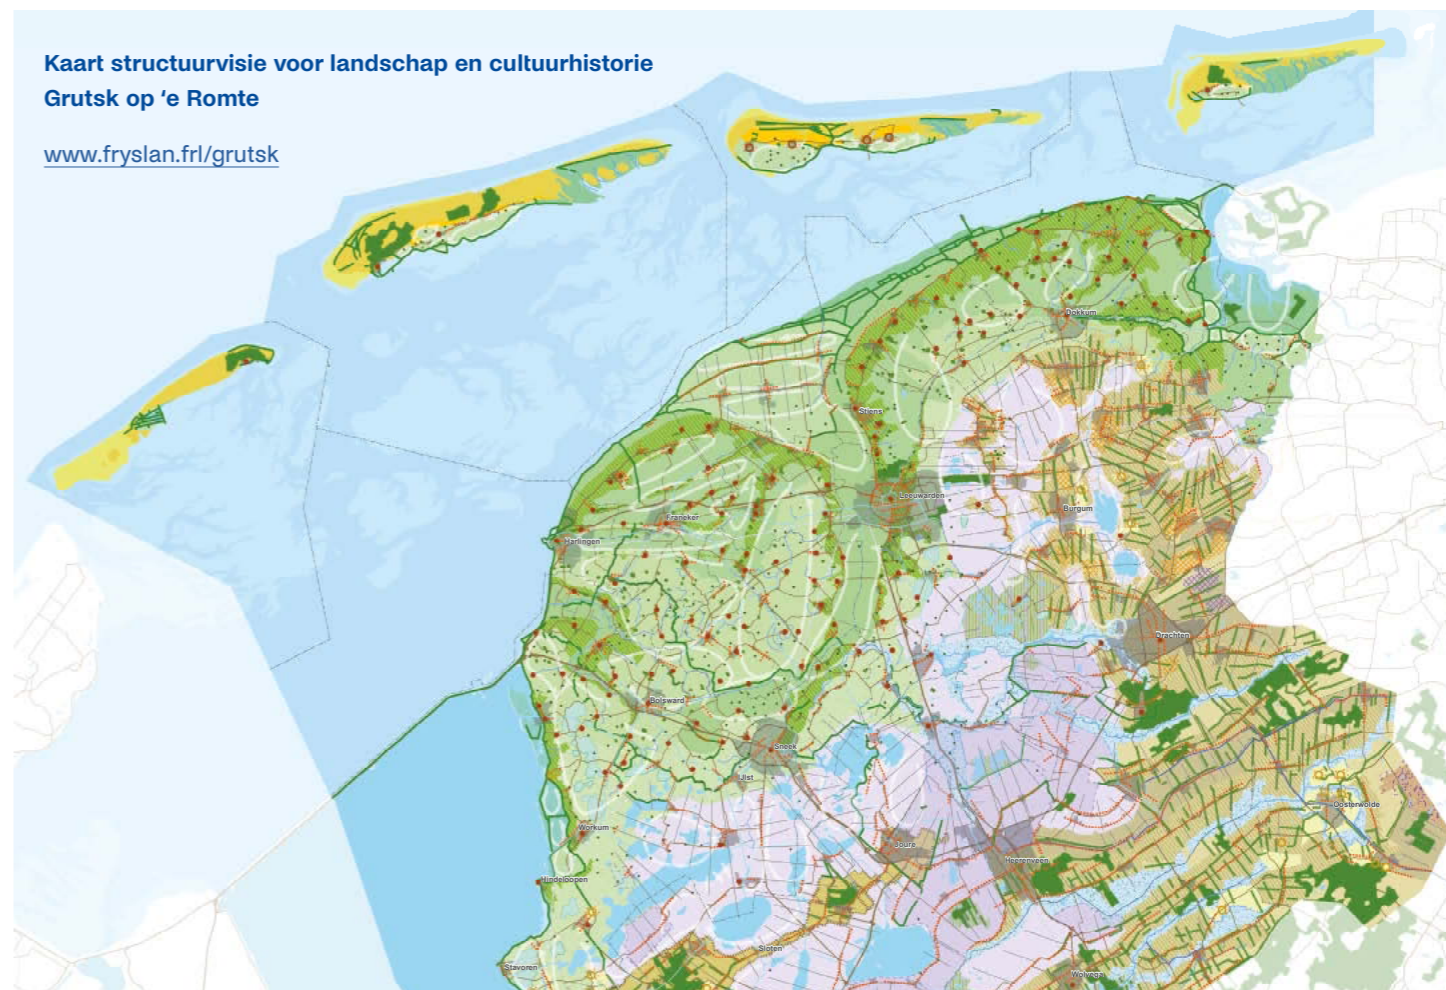 Kaart structuurvisie voor landschap en cultuurhistorie
Grutsk op ‘e Romte
www.fryslan.frl/grutsk
Dokkum
Stiens
Leeuwarden
Burgum
Franeker
Harlingen
Drachten
Bolsward
Sneek
IJlst
Oosterwolde
Workum
Joure
Heerenveen
Hindeloopen
Sloten
Stavoren
Wolvega